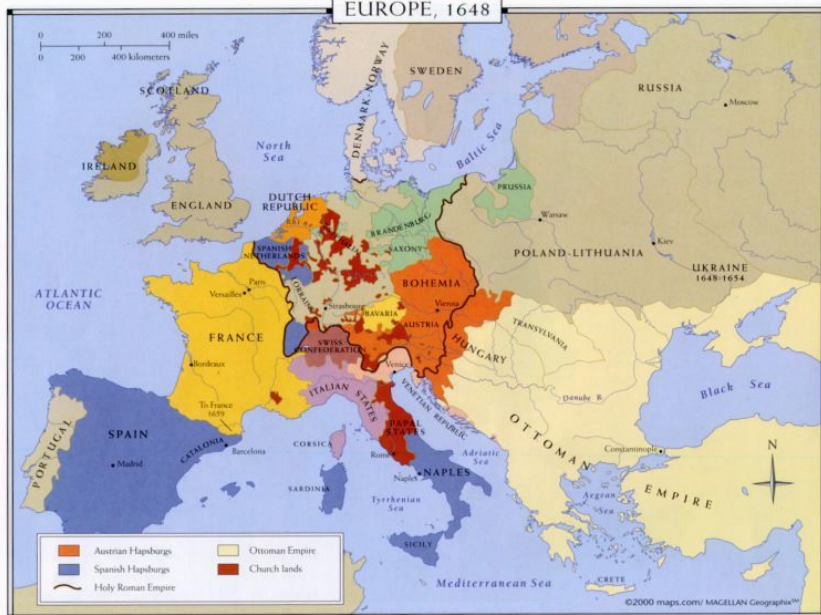 EUROPE, 1648
0 200 400 miles
0 200 400 kilometers
SCOTLAND
North
Sea
IRELAND
ENGLAND
DENMARK-NORWAY
SWEDEN
Baltic Sea
RUSSIA
Moscow
DUTCH
REPUBLIC
SPANISH
NETHERLANDS
BRANDENBURG
SAXONY
PRUSSIA
Warsaw
POLAND-LITHUANIA
Kiev
UKRAINE
1648-1654
ATLANTIC
OCEAN
Paris
Versailles
LORRAINE
Strasbourg
BOHEMIA
Vienna
BAVARIA
AUSTRIA
FRANCE
SWISS
CONFEDERATION
HUNGARY
TRANSYLVANIA
Bordeaux
ITALIAN STATES
Venice
VENETIAN REPUBLIC
Danube R.
Black Sea
To France
1659
PORTUGAL
SPAIN
Madrid
CATALONIA
Barcelona
CORSICA
PAPAL
STATES
Rome
Adriatic
Sea
OTTOMAN
EMPIRE
Constantinople
N
SARDINIA
Naples
NAPLES
Tyrrhenian
Sea
Aegean
Sea
SICILY
CRETE
Mediterranean Sea
Austrian Hapsburgs
Ottoman Empire
Spanish Hapsburgs
Church lands
Holy Roman Empire
©2000 maps.com/ MAGELLAN Geographix℠